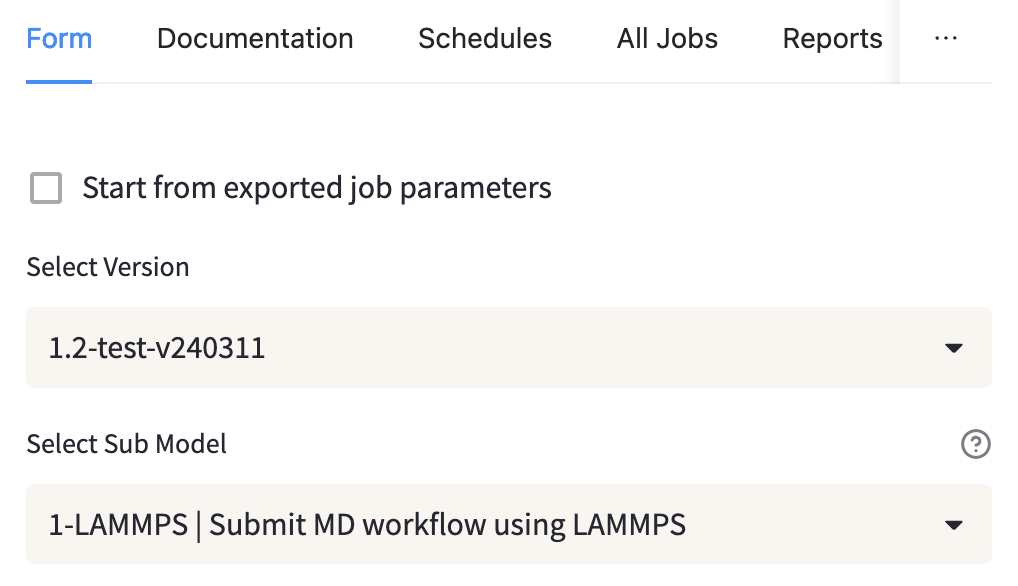 Form Documentation Schedules All Jobs Reports ...
Start from exported job parameters
Select Version
1.2-test-v240311
Select Sub Model ?
1-LAMMPS | Submit MD workflow using LAMMPS